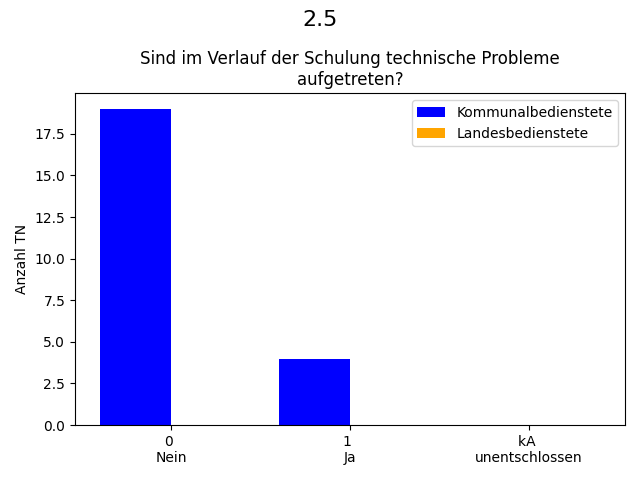 2.5
Sind im Verlauf der Schulung technische Probleme
aufgetreten?
Kommunalbedienstete
Landesbedienstete
Anzahl TN
17.5
15.0
12.5
10.0
7.5
5.0
2.5
0.0
0
Nein
1
Ja
kA
unentschlossen